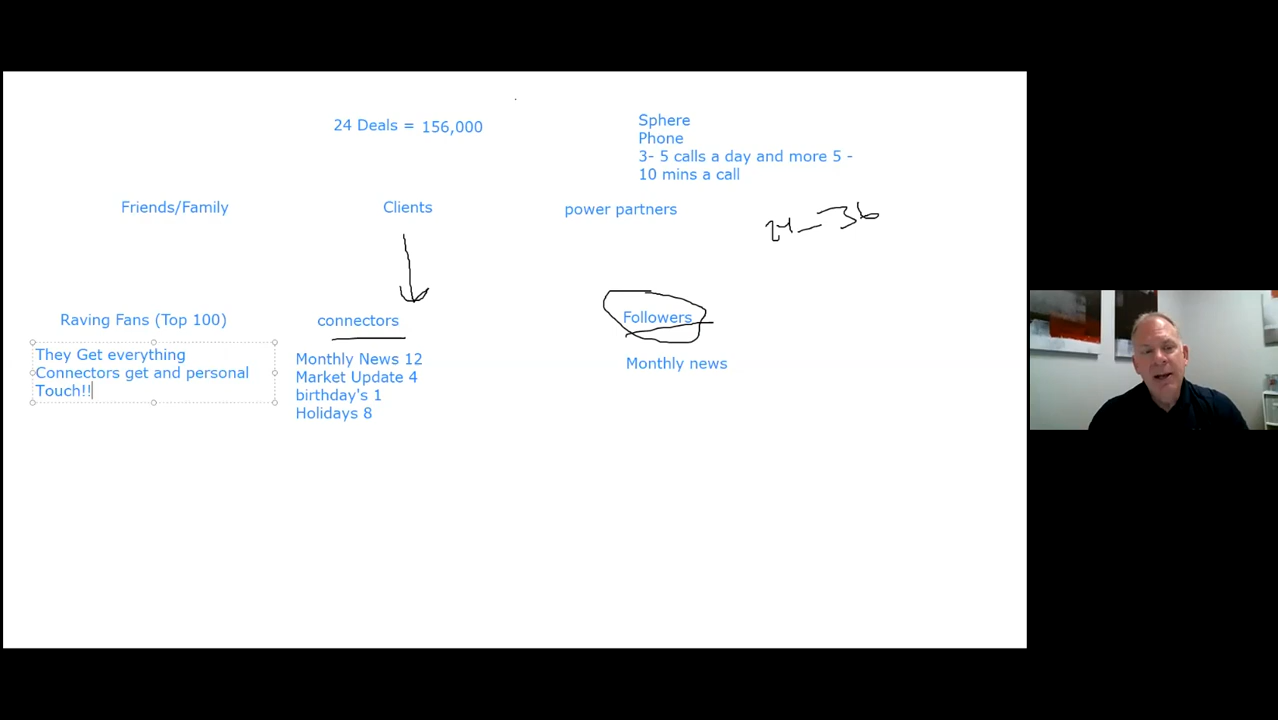 24 Deals = 156,000
Sphere
Phone
3- 5 calls a day and more 5 -
10 mins a call
Friends/Family
Clients
power partners
24-36
Raving Fans (Top 100)
They Get everything
Connectors get and personal
Touch!!
connectors
Monthly News 12
Market Update 4
birthday's 1
Holidays 8
Followers
Monthly news